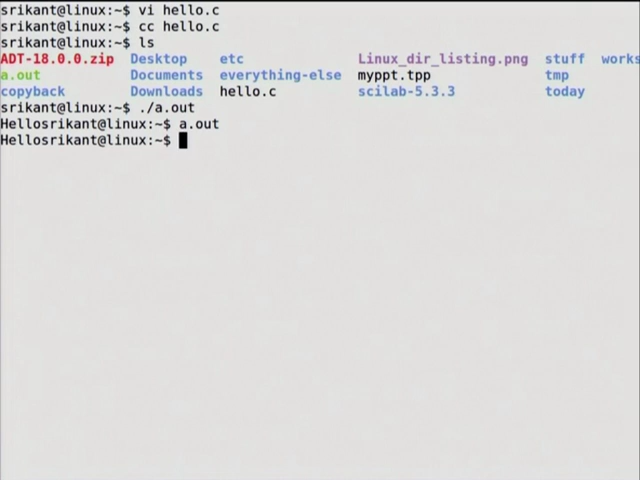 srikant@linux:~$ vi hello.c
srikant@linux:~$ cc hello.c
srikant@linux:~$ ls
ADT-18.0.0.zip Desktop etc Linux_dir_listing.png stuff works
a.out Documents everything-else myppt.tpp tmp
copyback Downloads hello.c scilab-5.3.3 today
srikant@linux:~$ ./a.out
Hellosrikant@linux:~$ a.out
Hellosrikant@linux:~$